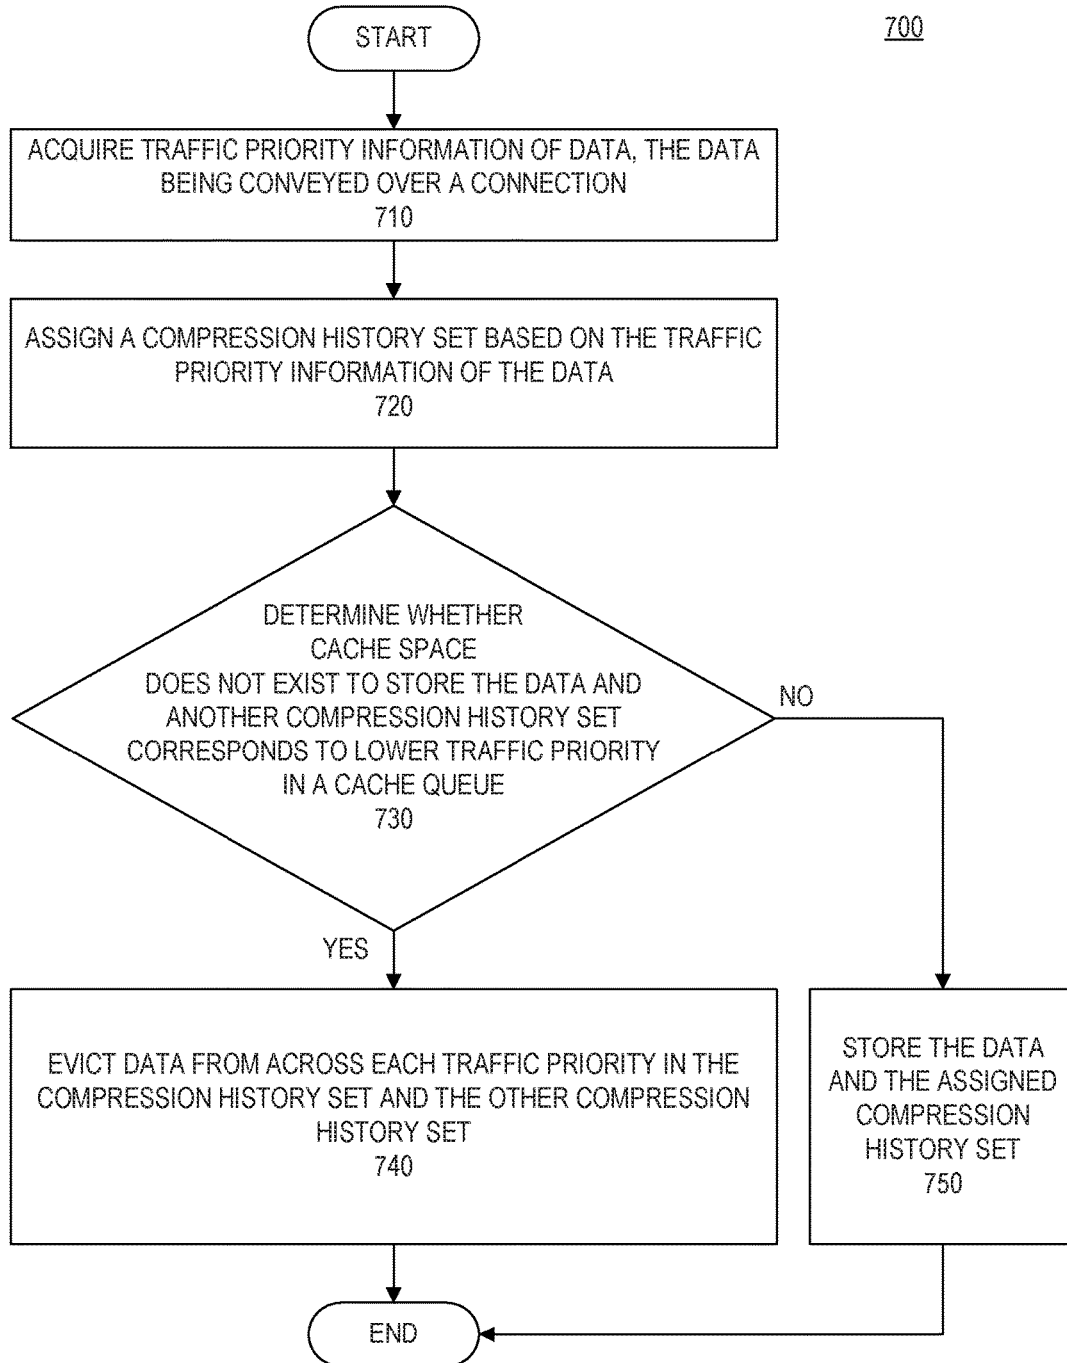 700
START
ACQUIRE TRAFFIC PRIORITY INFORMATION OF DATA, THE DATA
BEING CONVEYED OVER A CONNECTION
710
ASSIGN A COMPRESSION HISTORY SET BASED ON THE TRAFFIC
PRIORITY INFORMATION OF THE DATA
720
DETERMINE WHETHER
CACHE SPACE
DOES NOT EXIST TO STORE THE DATA AND
ANOTHER COMPRESSION HISTORY SET
CORRESPONDS TO LOWER TRAFFIC PRIORITY
IN A CACHE QUEUE
730
NO
YES
EVICT DATA FROM ACROSS EACH TRAFFIC PRIORITY IN THE
COMPRESSION HISTORY SET AND THE OTHER COMPRESSION
HISTORY SET
740
STORE THE DATA
AND THE ASSIGNED
COMPRESSION
HISTORY SET
750
END